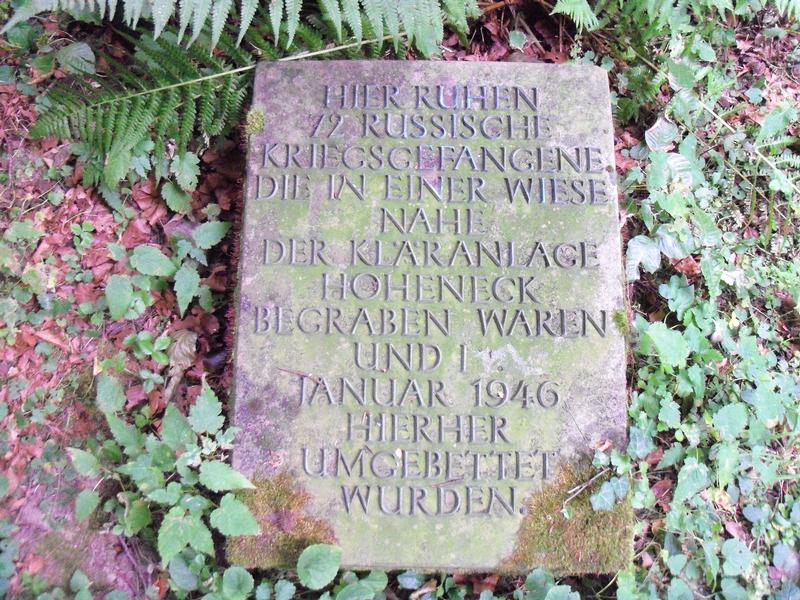 HIER RUHEN
72 RUSSISCHE
KRIEGSGEFANGENE
DIE IN EINER WIESE
NAHE
DER KLÄRANLAGE
HOHENECK
BEGRABEN WAREN
UND
JANUAR 1946
HIERHER
UMGEBETTET
WURDEN.